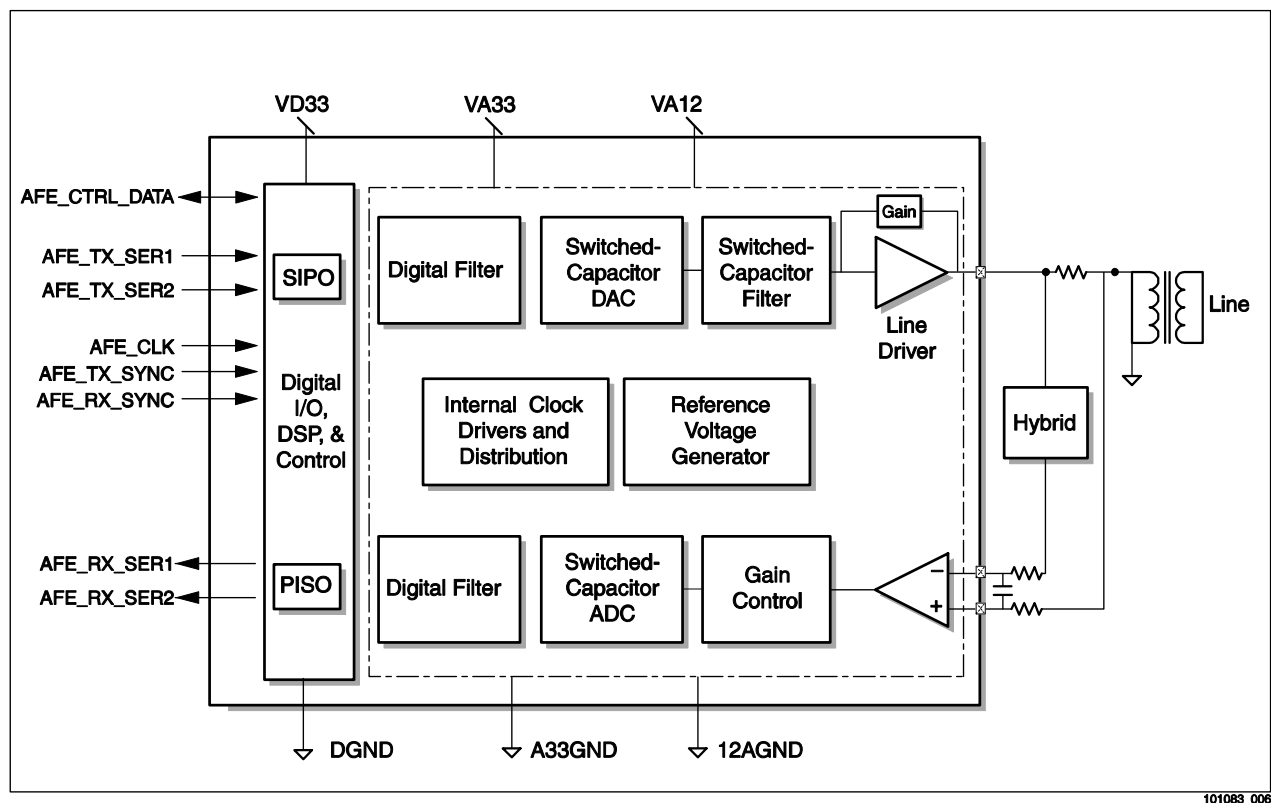 VD33
VA33
VA12
AFE_CTRL_DATA
AFE_TX_SER1
AFE_TX_SER2
AFE_CLK
AFE_TX_SYNC
AFE_RX_SYNC
AFE_RX_SER1
AFE_RX_SER2
SIPO
Digital
I/O,
DSP, &
Control
PISO
Digital Filter
Switched-
Capacitor
DAC
Switched-
Capacitor
Filter
Gain
Line
Driver
Line
Internal Clock
Drivers and
Distribution
Reference
Voltage
Generator
Hybrid
Digital Filter
Switched-
Capacitor
ADC
Gain
Control
−
+
DGND
A33GND
12AGND
101083_006